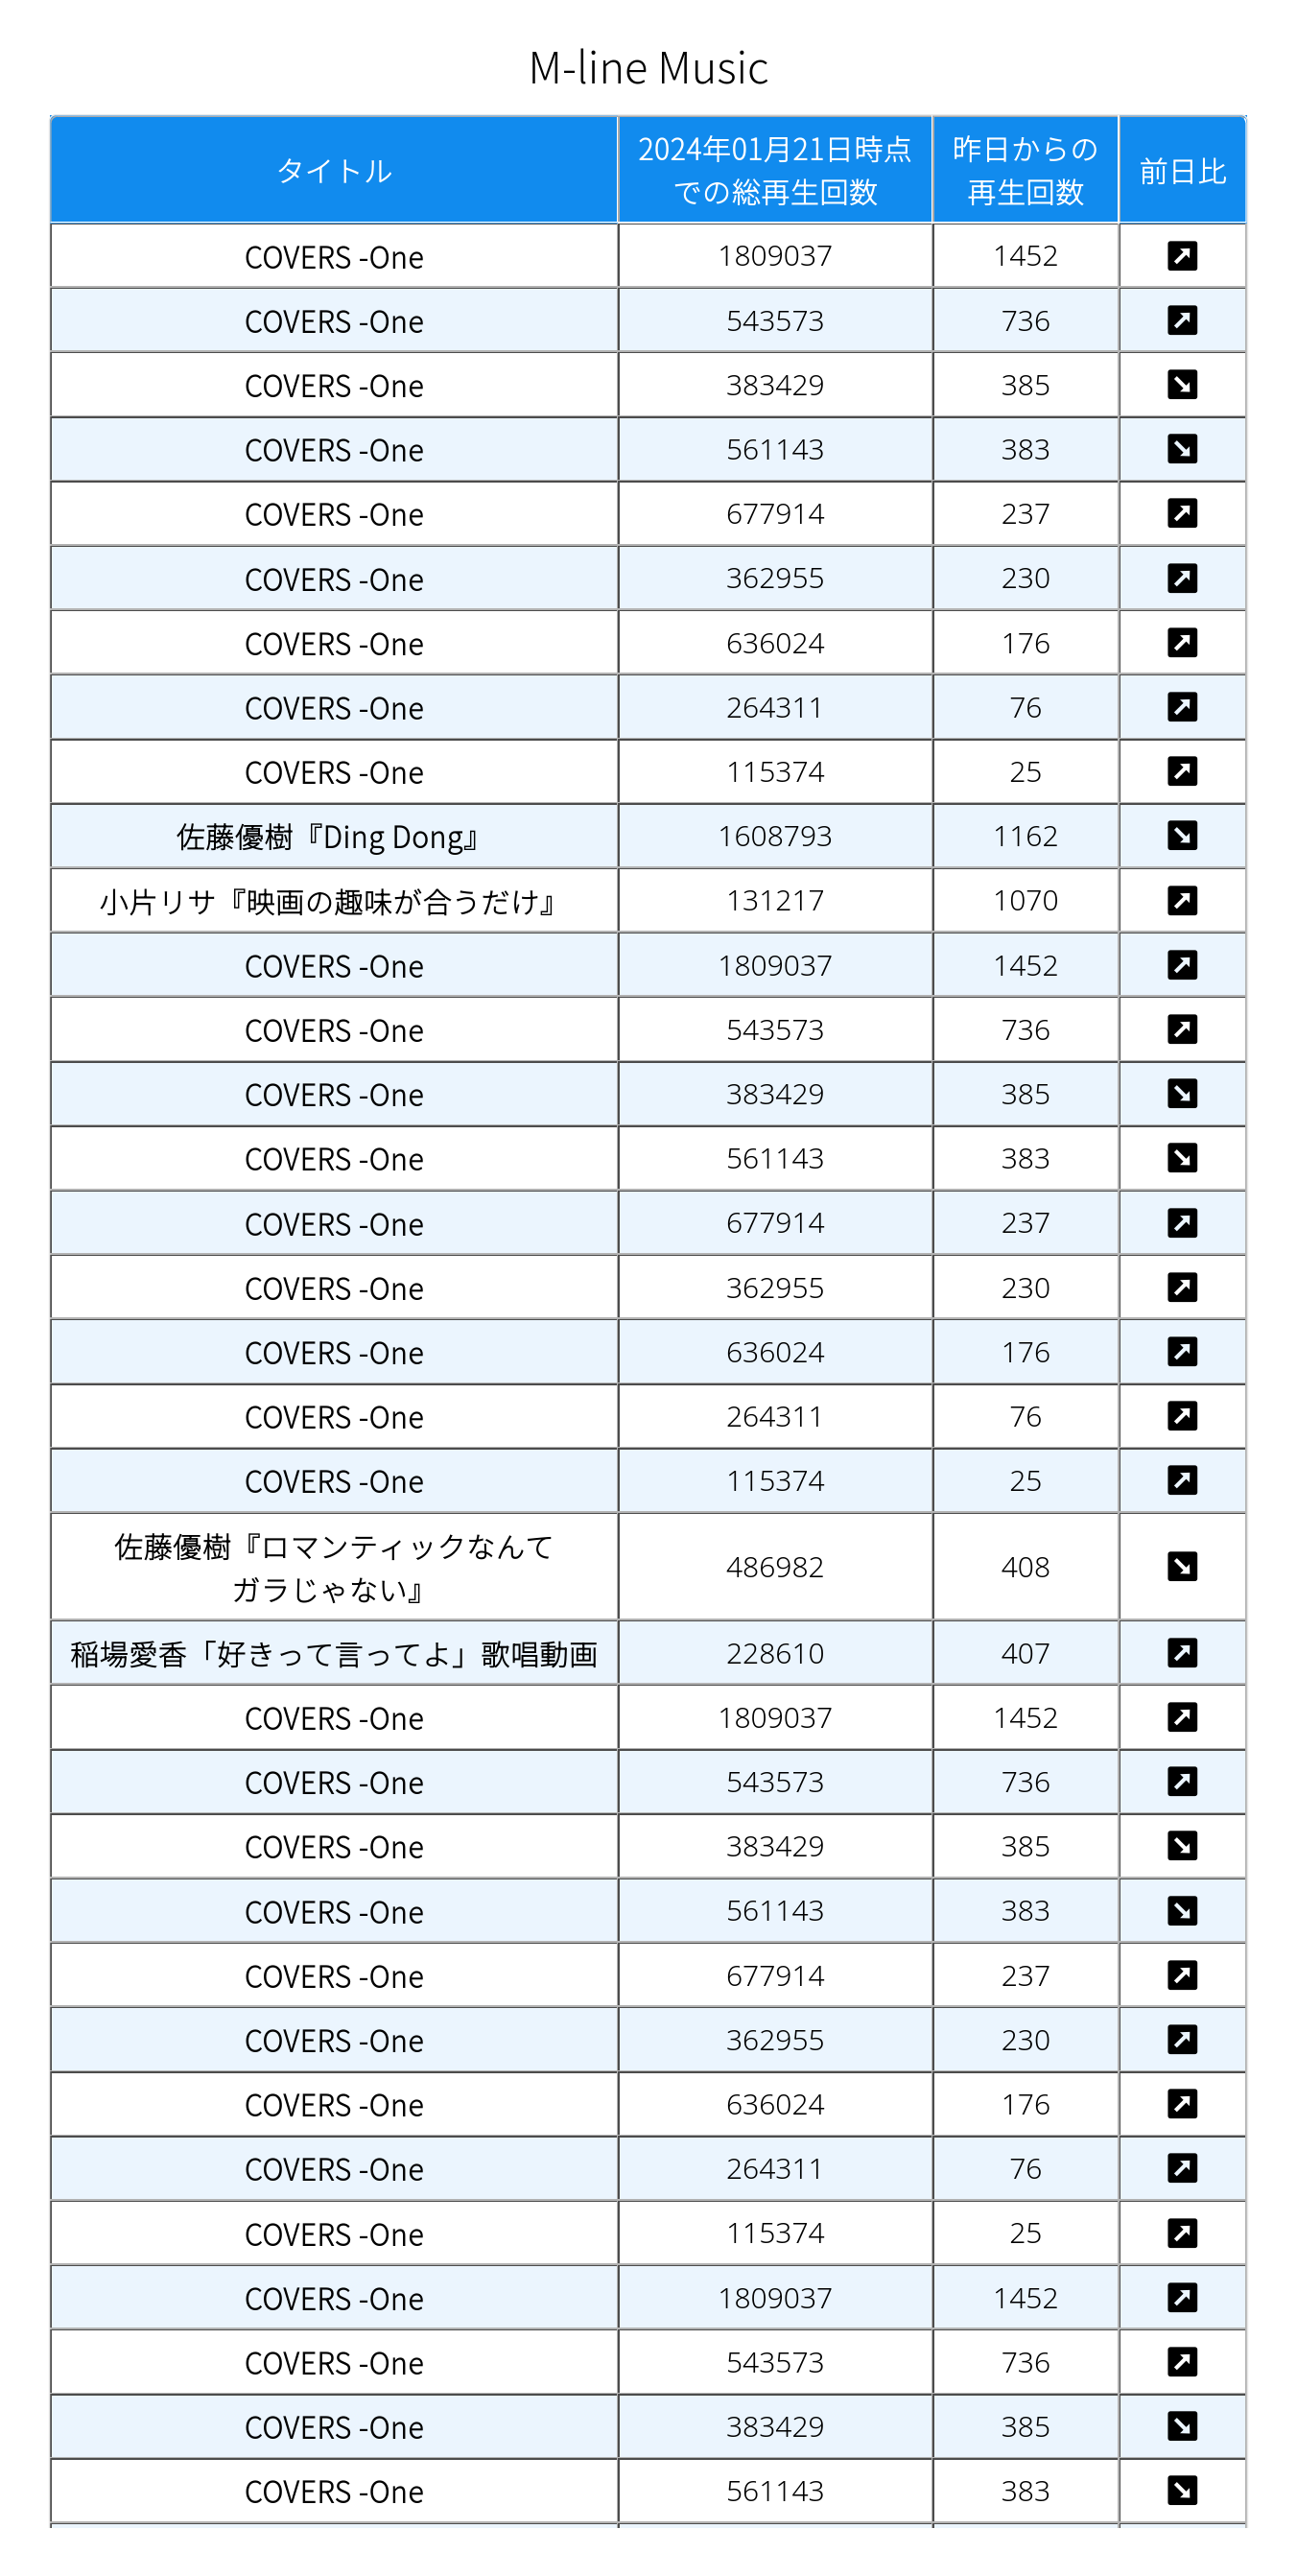 M-line Music
タイトル 2024年01月21日時点での総再生回数 昨日からの再生回数 前日比
COVERS -One 1809037 1452 ↗
COVERS -One 543573 736 ↗
COVERS -One 383429 385 ↘
COVERS -One 561143 383 ↘
COVERS -One 677914 237 ↗
COVERS -One 362955 230 ↗
COVERS -One 636024 176 ↗
COVERS -One 264311 76 ↗
COVERS -One 115374 25 ↗
佐藤優樹『Ding Dong』 1608793 1162 ↘
小片リサ『映画の趣味が合うだけ』 131217 1070 ↗
COVERS -One 1809037 1452 ↗
COVERS -One 543573 736 ↗
COVERS -One 383429 385 ↘
COVERS -One 561143 383 ↘
COVERS -One 677914 237 ↗
COVERS -One 362955 230 ↗
COVERS -One 636024 176 ↗
COVERS -One 264311 76 ↗
COVERS -One 115374 25 ↗
佐藤優樹『ロマンティックなんてガラじゃない』 486982 408 ↘
稲場愛香「好きって言ってよ」歌唱動画 228610 407 ↗
COVERS -One 1809037 1452 ↗
COVERS -One 543573 736 ↗
COVERS -One 383429 385 ↘
COVERS -One 561143 383 ↘
COVERS -One 677914 237 ↗
COVERS -One 362955 230 ↗
COVERS -One 636024 176 ↗
COVERS -One 264311 76 ↗
COVERS -One 115374 25 ↗
COVERS -One 1809037 1452 ↗
COVERS -One 543573 736 ↗
COVERS -One 383429 385 ↘
COVERS -One 561143 383 ↘